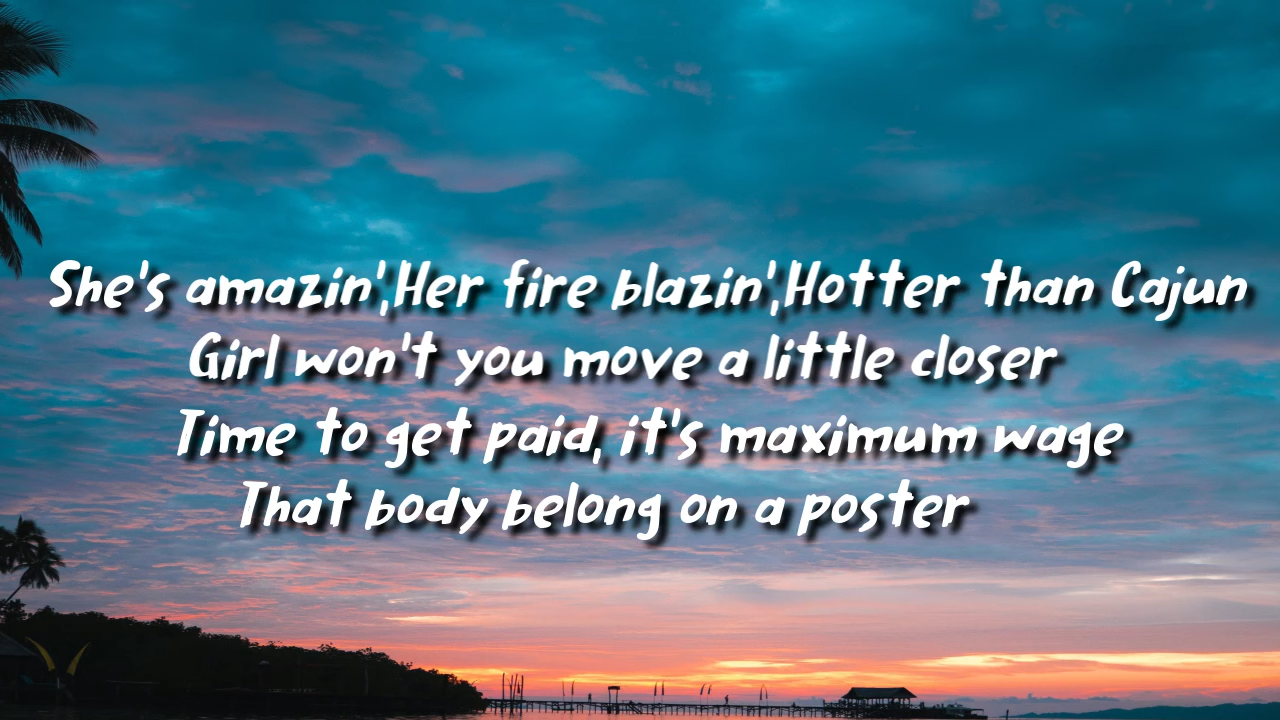 She's amazin',Her fire blazin',Hotter than Cajun
Girl won't you move a little closer
Time to get paid, it's maximum wage
That body belong on a poster